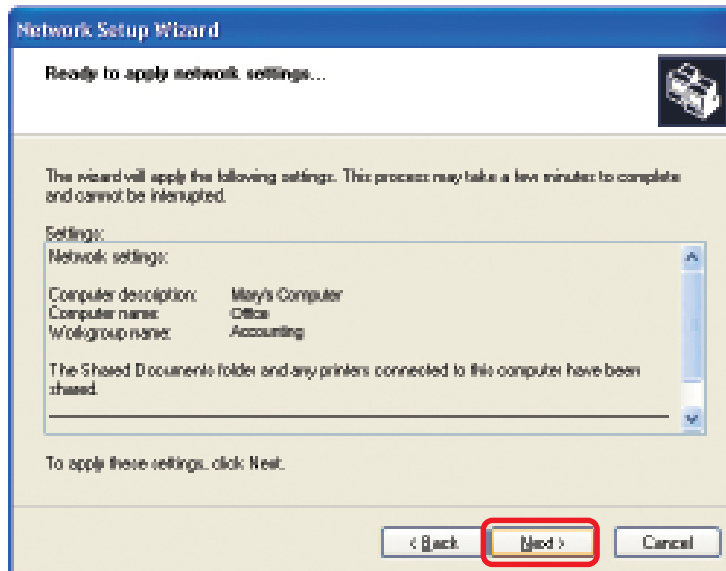 Network Setup Wizard
Ready to apply network settings...
The wizard will apply the following settings. This process may take a few minutes to complete
and cannot be interrupted.
Settings:
Network settings:
Computer description: Mary's Computer
Computer name: Office
Workgroup name: Accounting
The Shared Documents folder and any printers connected to this computer have been
shared.
To apply these settings, click Next.
< Back Next > Cancel